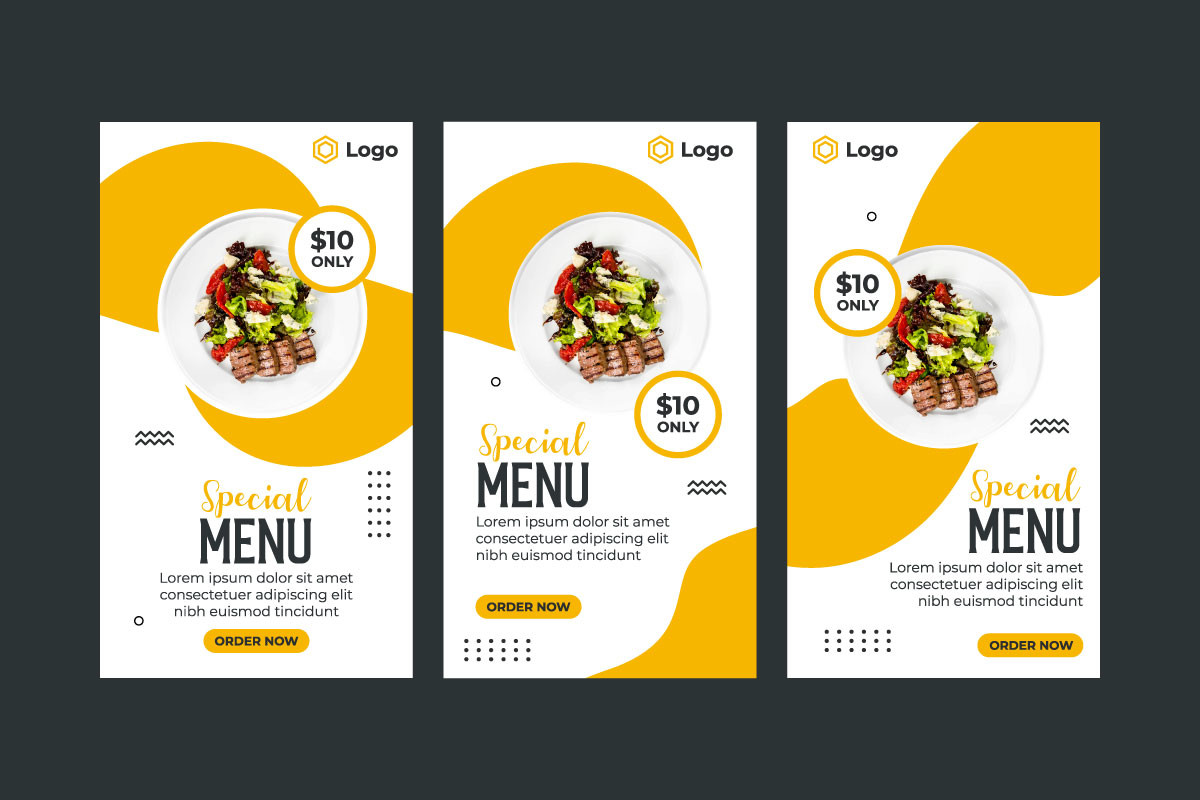 Logo
$10
ONLY
Special
MENU
Lorem ipsum dolor sit amet
consectetuer adipiscing elit
nibh euismod tincidunt
ORDER NOW
Logo
$10
ONLY
Special
MENU
Lorem ipsum dolor sit amet
consectetuer adipiscing elit
nibh euismod tincidunt
ORDER NOW
Logo
$10
ONLY
Special
MENU
Lorem ipsum dolor sit amet
consectetuer adipiscing elit
nibh euismod tincidunt
ORDER NOW